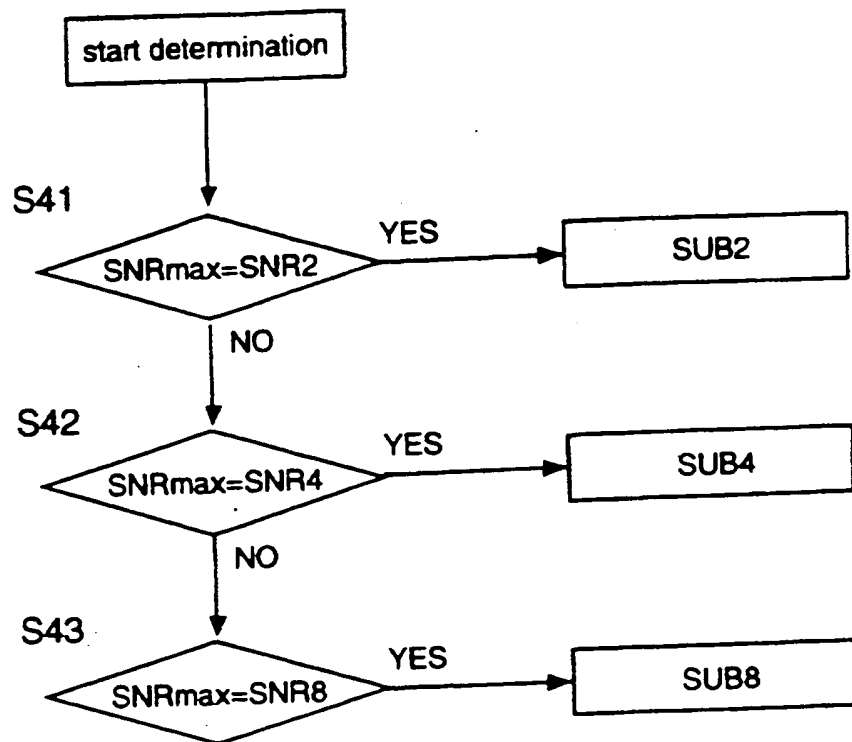 start determination
S41
SNRmax=SNR2
YES
SUB2
NO
S42
SNRmax=SNR4
YES
SUB4
NO
S43
SNRmax=SNR8
YES
SUB8